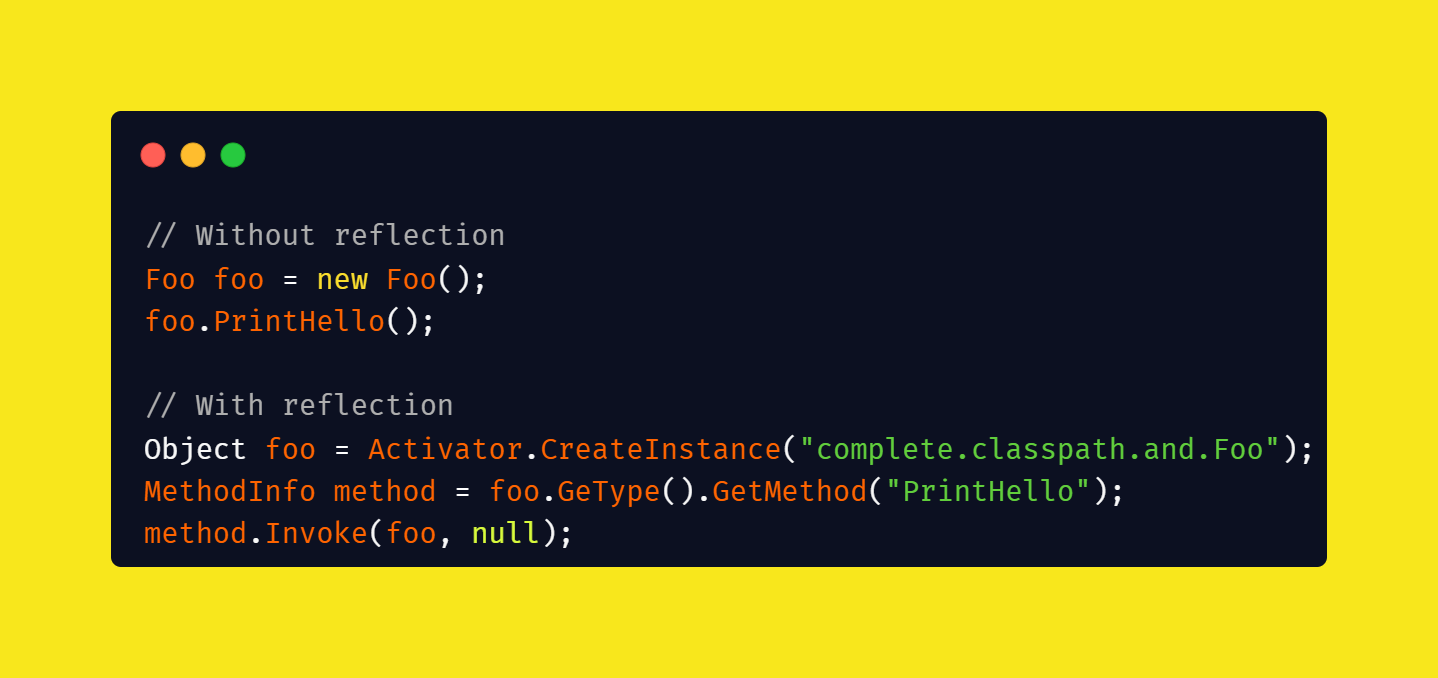 // Without reflection
Foo foo = new Foo();
foo.PrintHello();
// With reflection
Object foo = Activator.CreateInstance("complete.classpath.and.Foo");
MethodInfo method = foo.GeType().GetMethod("PrintHello");
method.Invoke(foo, null);